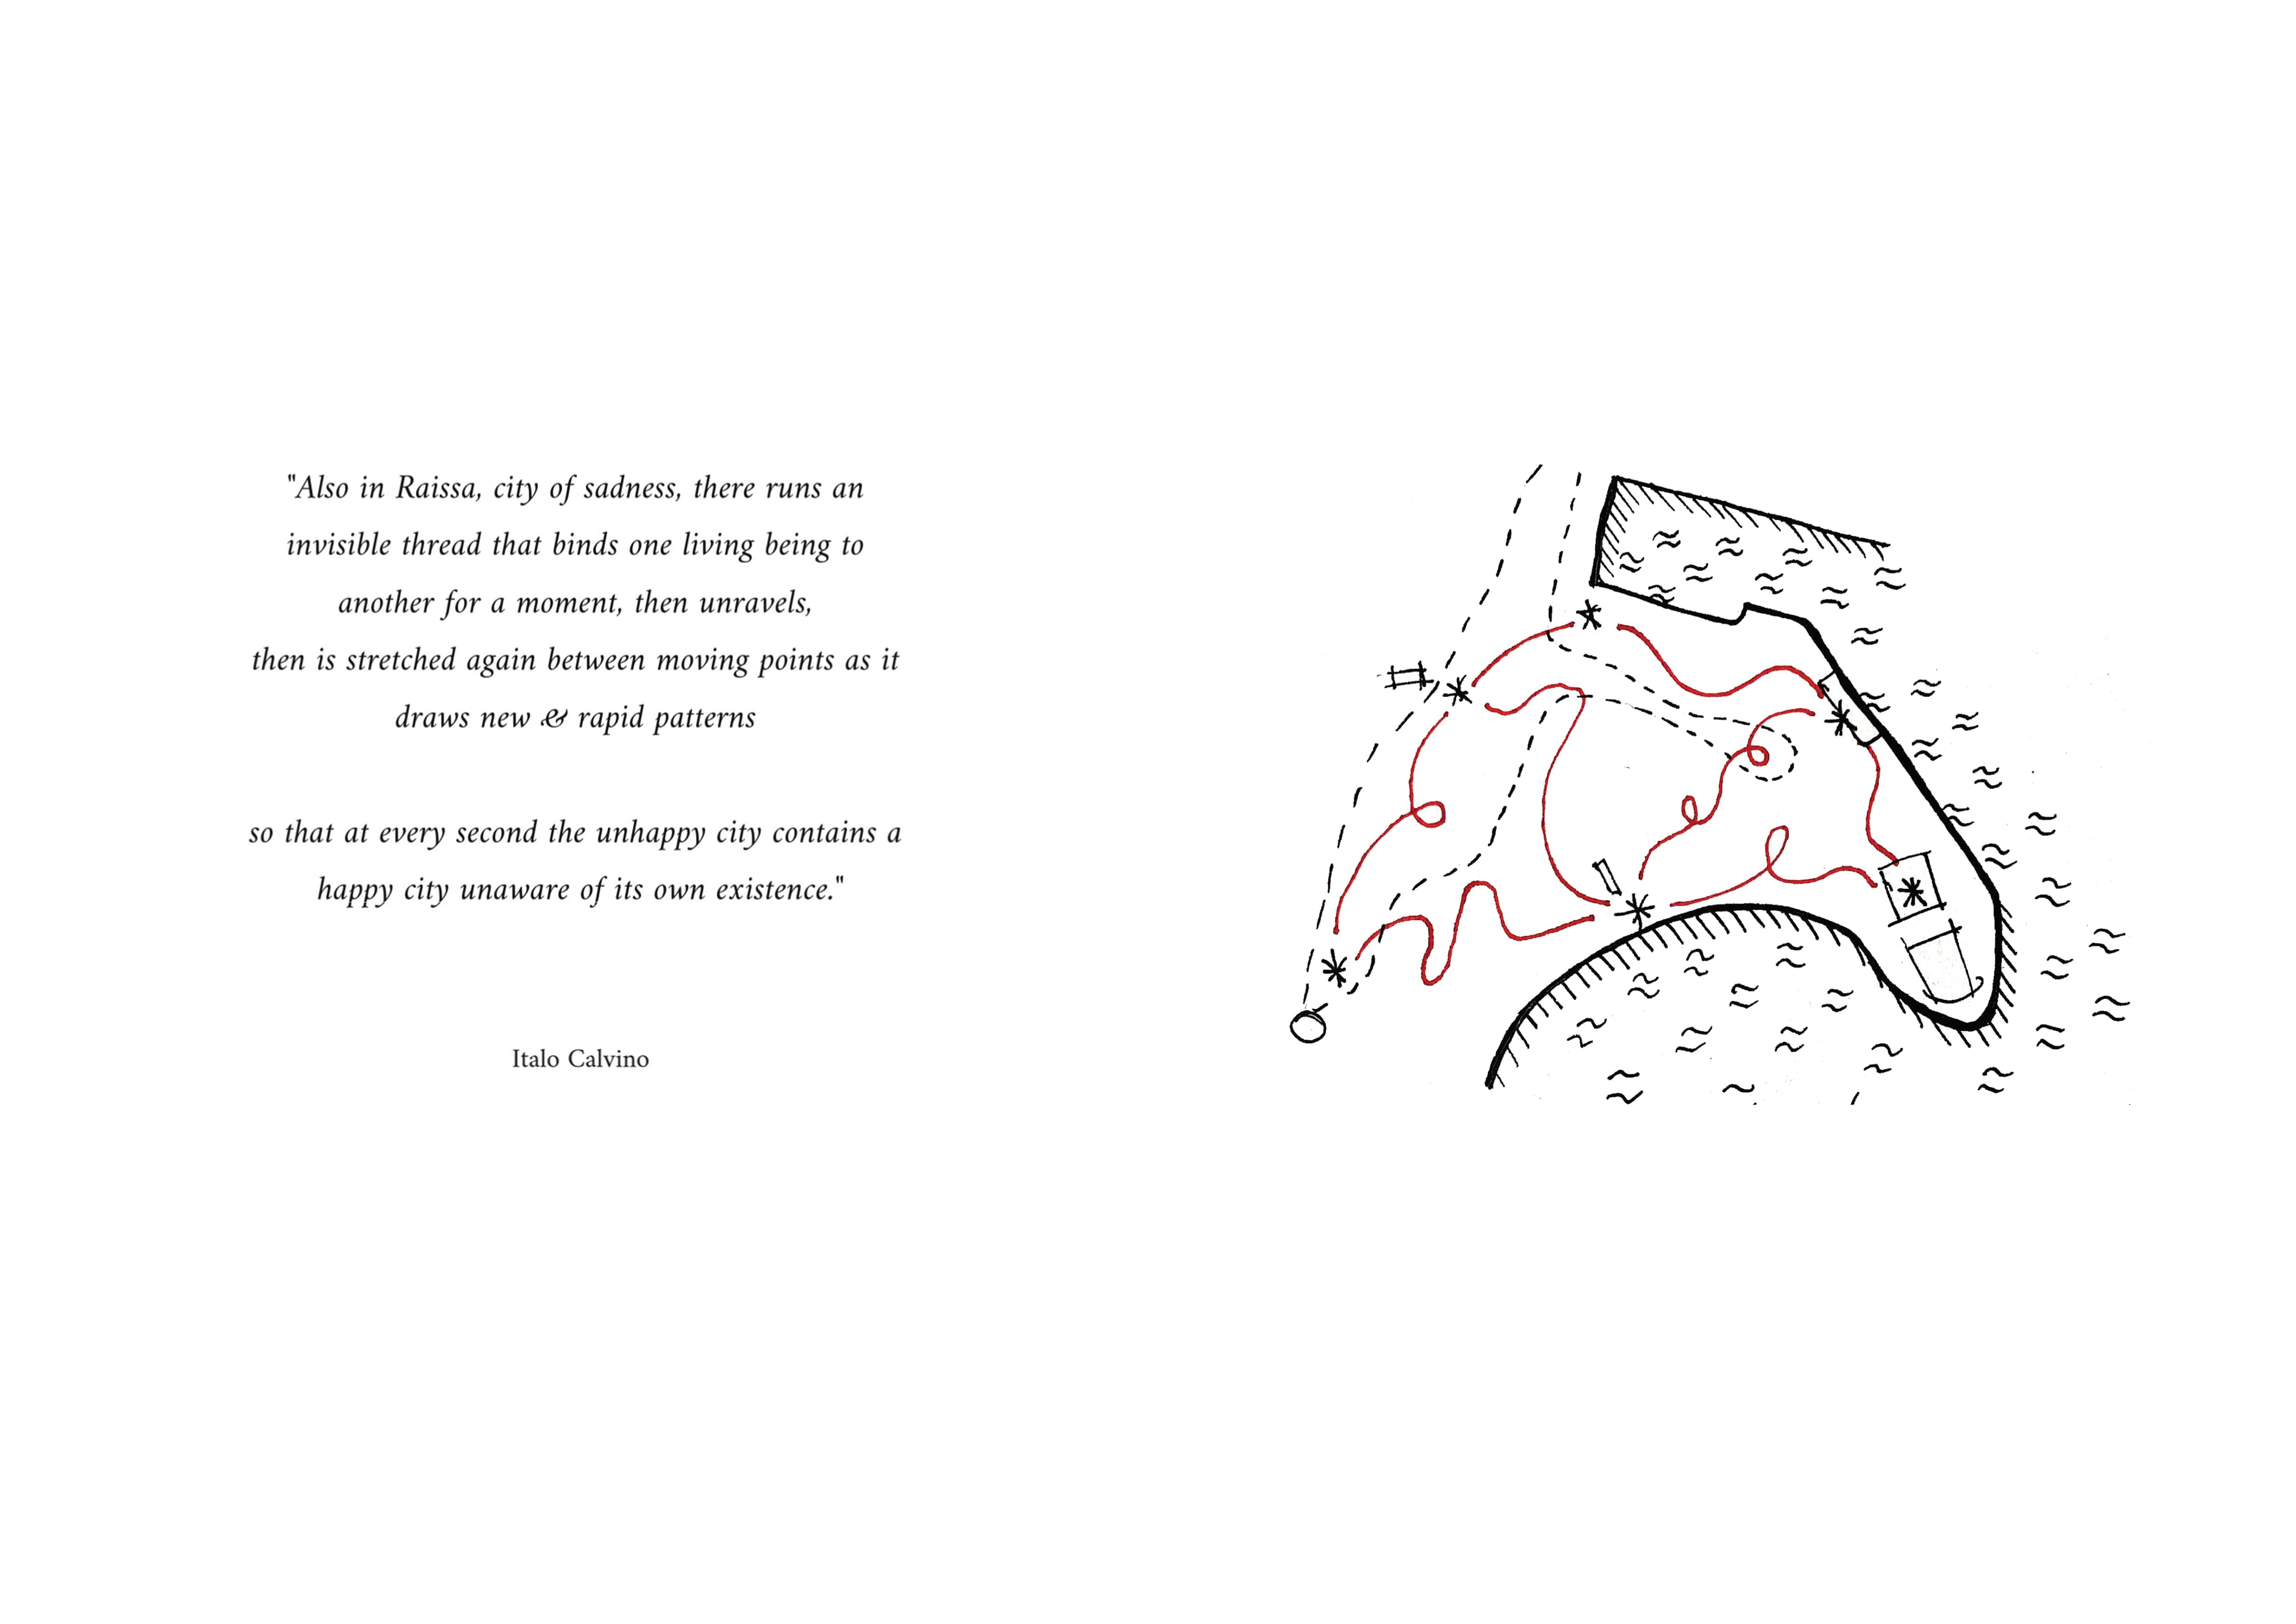 "Also in Raissa, city of sadness, there runs an
invisible thread that binds one living being to
another for a moment, then unravels,
then is stretched again between moving points as it
draws new & rapid patterns
so that at every second the unhappy city contains a
happy city unaware of its own existence."
Italo Calvino